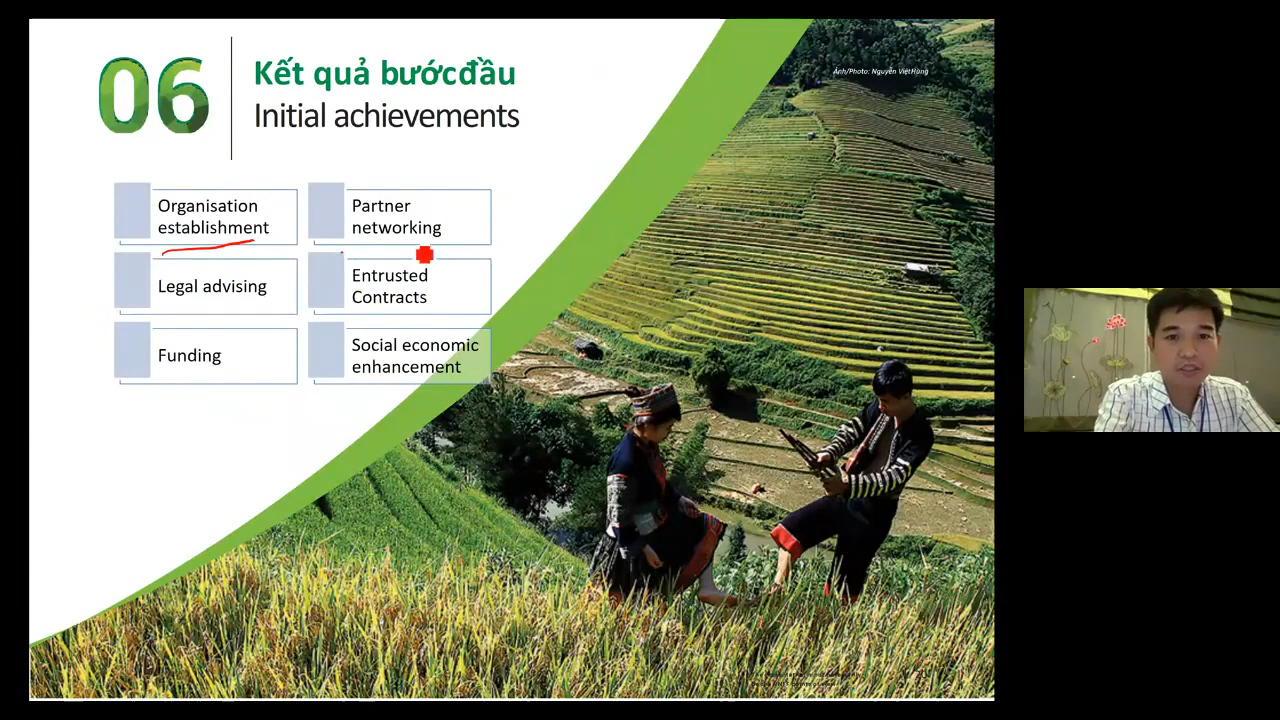 06
Kết quả bướcđầu
Initial achievements
Ảnh/Photo: Nguyễn ViệtHùng
Organisation
establishment
Partner
networking
Legal advising
Entrusted
Contracts
Funding
Social economic
enhancement